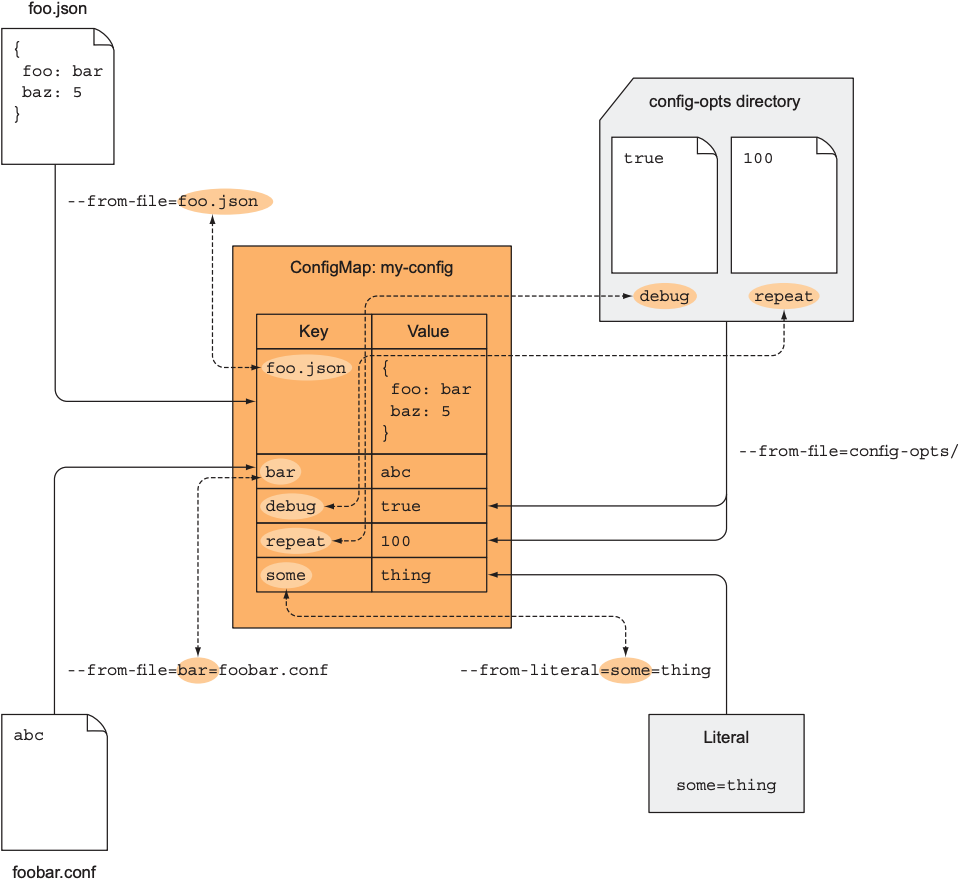 foo.json
{
foo: bar
baz: 5
}
--from-file=foo.json
config-opts directory
true
100
debug
repeat
ConfigMap: my-config
Key Value
foo.json
{
foo: bar
baz: 5
}
bar abc
debug true
repeat 100
some thing
--from-file=config-opts/
--from-file=bar=foobar.conf
--from-literal=some=thing
abc
foobar.conf
Literal
some=thing